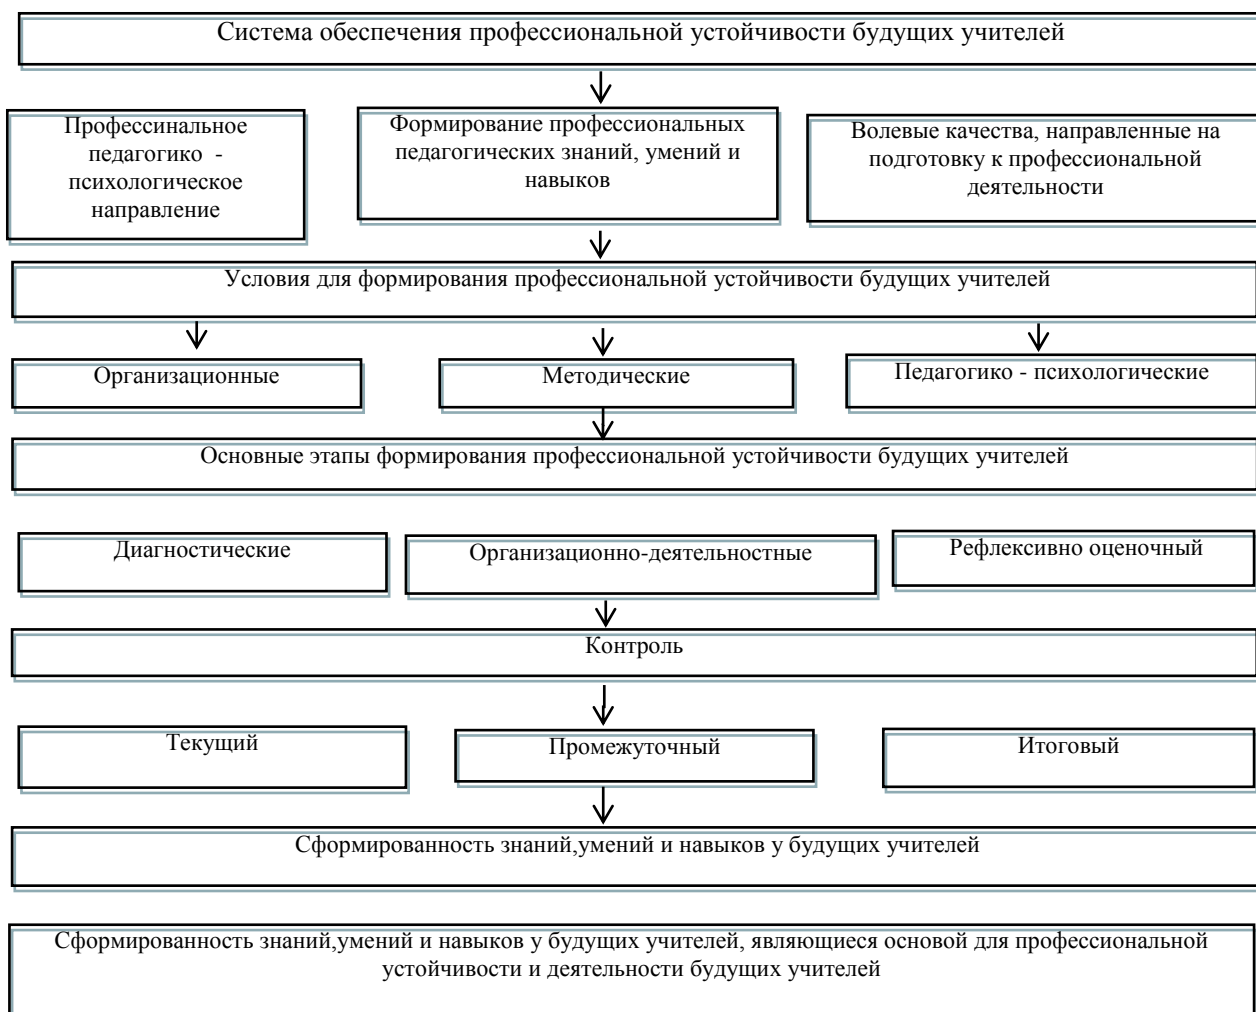 Система обеспечения профессиональной устойчивости будущих учителей
Профессинальное
педагогико -
психологическое
направление
Формирование профессиональных
педагогических знаний, умений и
навыков
Волевые качества, направленные на
подготовку к профессиональной
деятельности
Условия для формирования профессиональной устойчивости будущих учителей
Организационные
Методические
Педагогико - психологические
Основные этапы формирования профессиональной устойчивости будущих учителей
Диагностические
Организационно-деятельностные
Рефлексивно оценочный
Контроль
Текущий
Промежуточный
Итоговый
Сформированность знаний,умений и навыков у будущих учителей
Сформированность знаний,умений и навыков у будущих учителей, являющиеся основой для профессиональной
устойчивости и деятельности будущих учителей